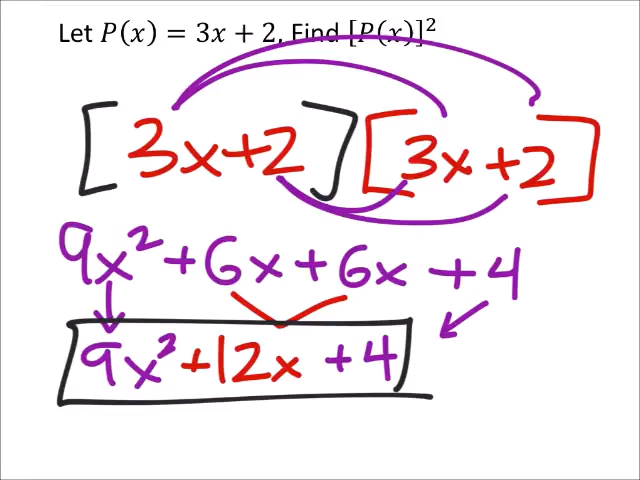 Let P(x) = 3x + 2, Find [P(x)]²
[3x+2][3x+2]
9x²+6x+6x+4
9x²+12x+4